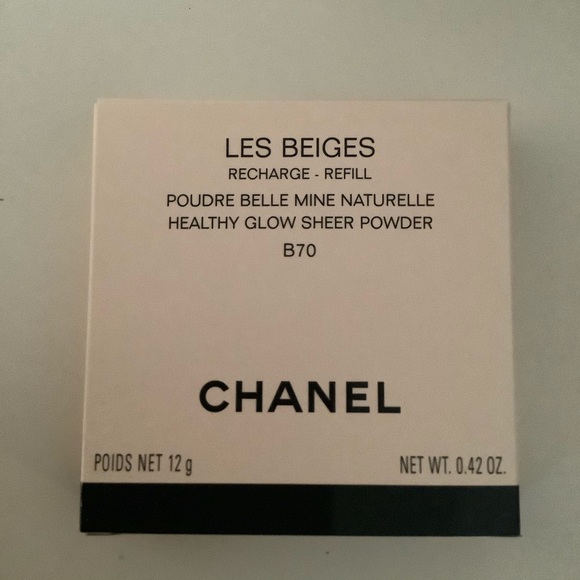 LES BEIGES
RECHARGE - REFILL
POUDRE BELLE MINE NATURELLE
HEALTHY GLOW SHEER POWDER
B70
CHANEL
POIDS NET 12 g NET WT. 0.42 OZ.